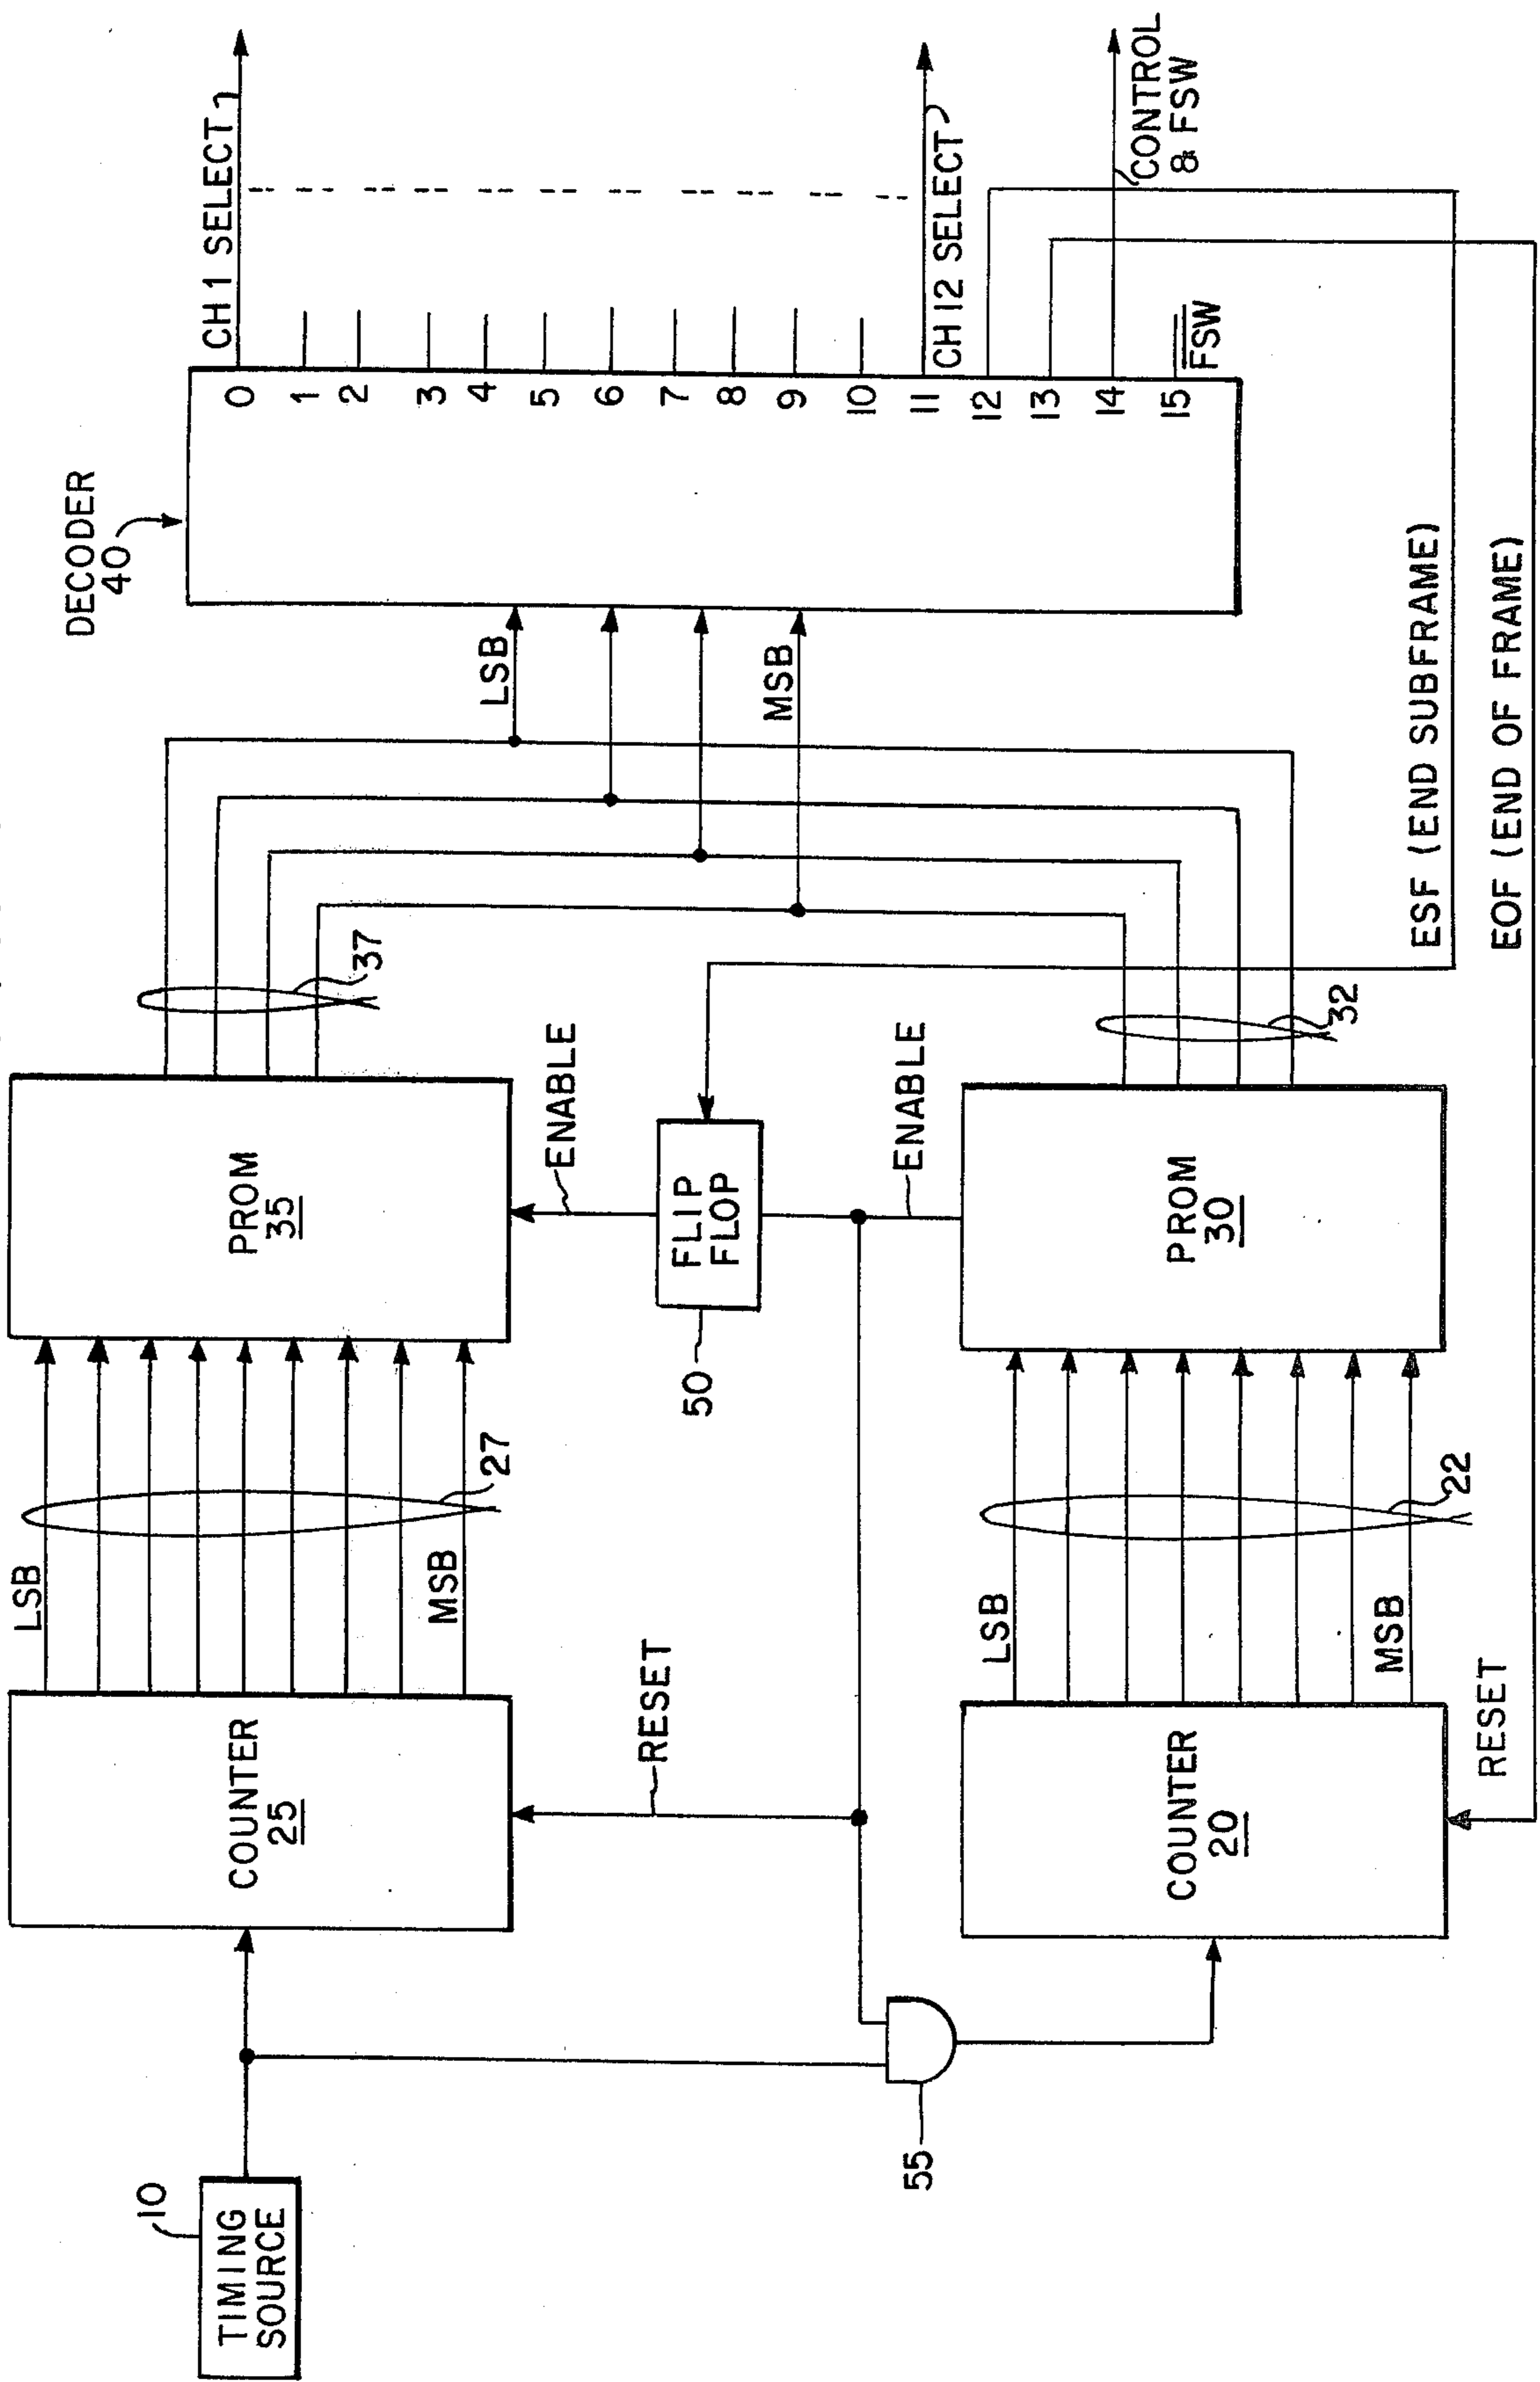 TIMING
SOURCE
10
COUNTER
25
LSB
MSB
27
PROM
35
37
RESET
ENABLE
FLIP
FLOP
50
ENABLE
55
COUNTER
20
LSB
MSB
22
PROM
30
32
RESET
DECODER
40
LSB
MSB
0
1
2
3
4
5
6
7
8
9
10
11
12
13
14
15
CH 1 SELECT
CH 12 SELECT
CONTROL
& FSW
FSW
ESF (END SUBFRAME)
EOF (END OF FRAME)